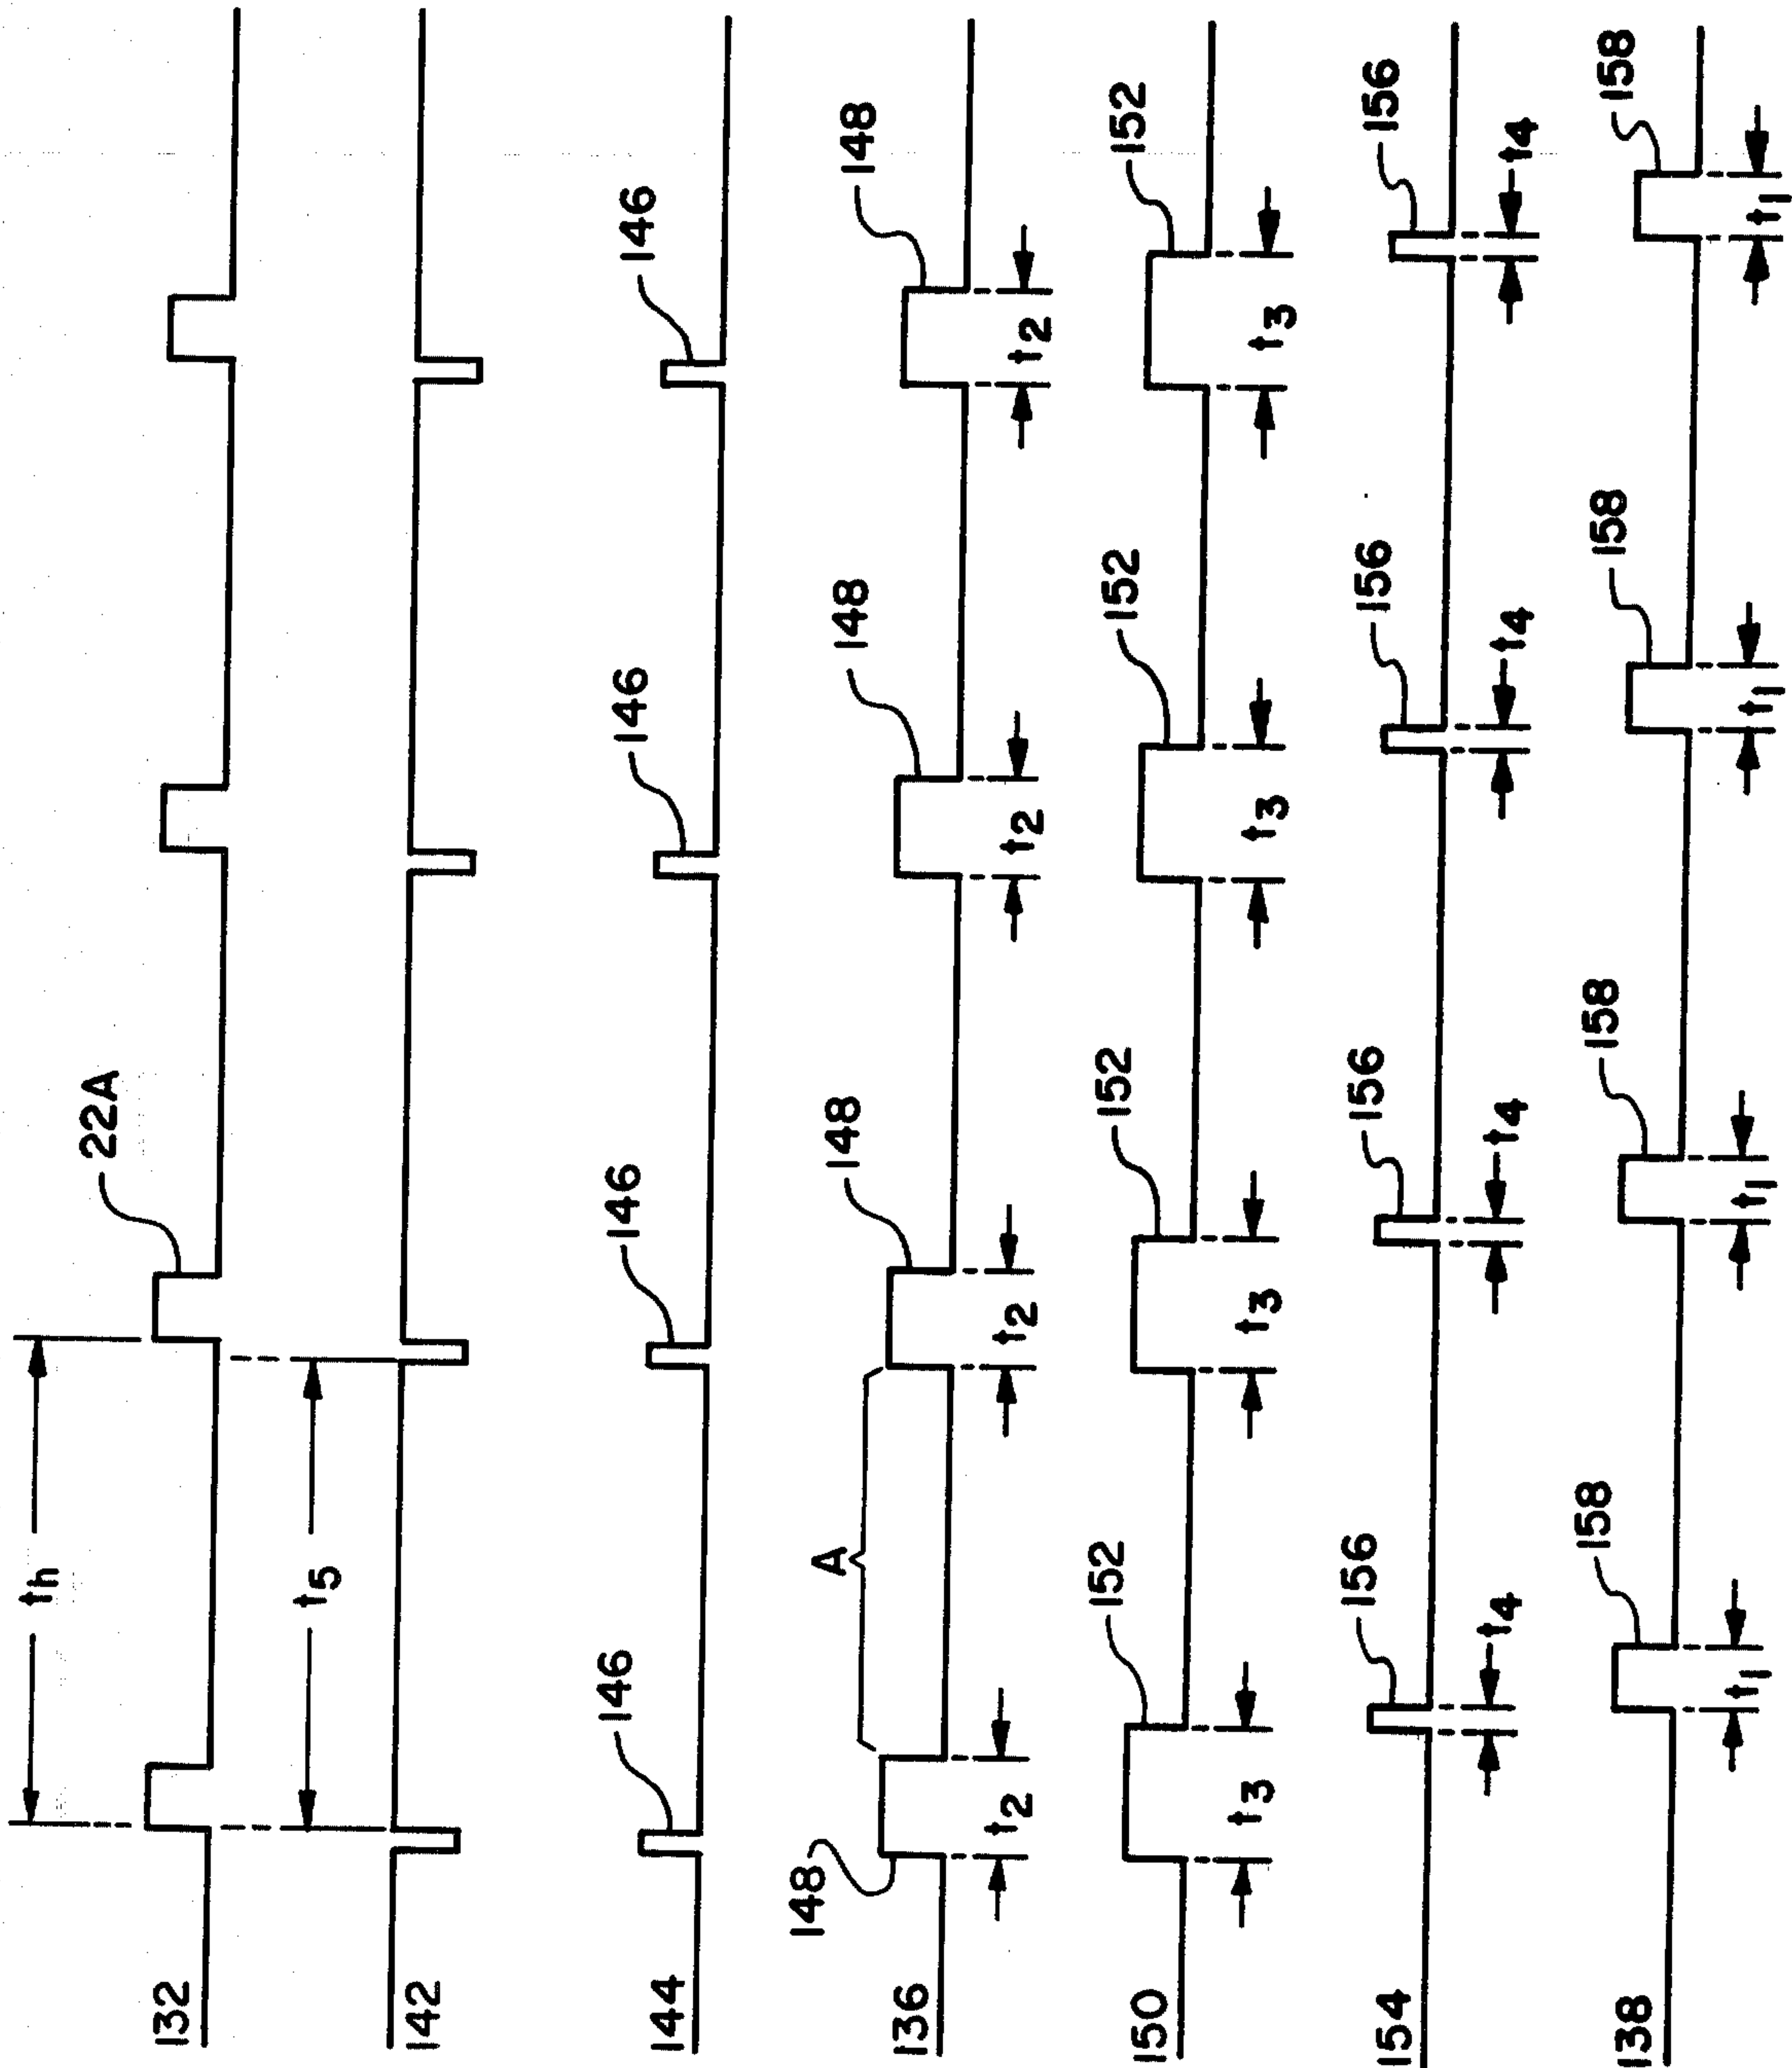 th
22A
132
t5
142
146 146 146 146
144
148 148 148 148
A
t2 t2 t2 t2
136
152 152 152 152
t3 t3 t3 t3
150
156 156 156 156
t4 t4 t4 t4
154
158 158 158 158
t1 t1 t1 t1
138